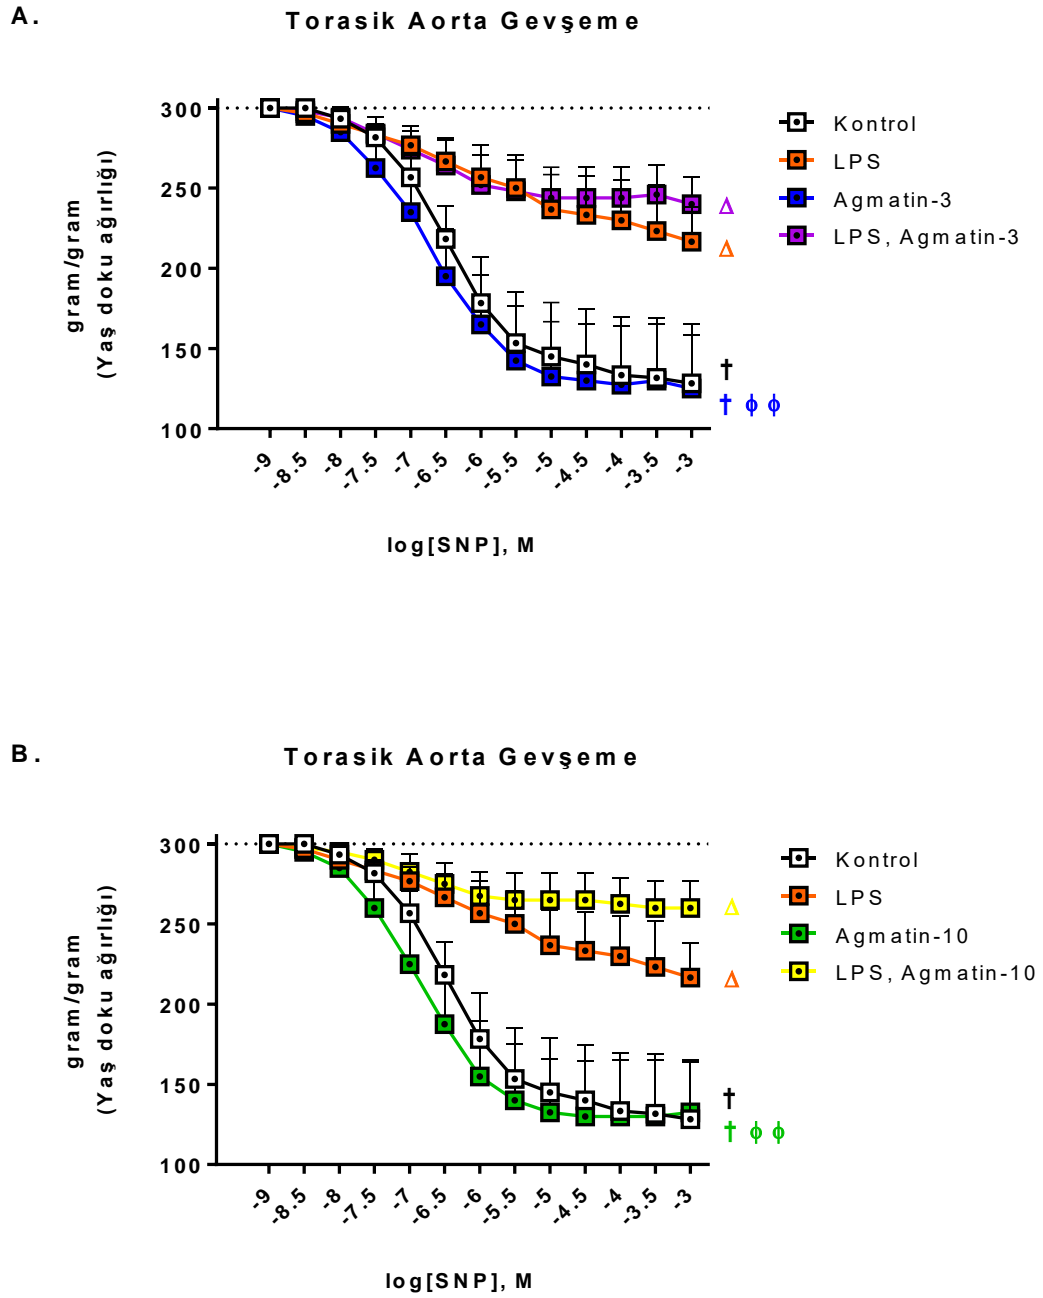 A.
Torasik Aorta Gevşeme
gram/gram
(Yaş doku ağırlığı)
300
250
200
150
100
-9
-8.5
-8
-7.5
-7
-6.5
-6
-5.5
-5
-4.5
-4
-3.5
-3
log[SNP], M
Kontrol
LPS
Agmatin-3
LPS, Agmatin-3
Δ
Δ
†
† ϕ ϕ
B.
Torasik Aorta Gevşeme
gram/gram
(Yaş doku ağırlığı)
300
250
200
150
100
-9
-8.5
-8
-7.5
-7
-6.5
-6
-5.5
-5
-4.5
-4
-3.5
-3
log[SNP], M
Kontrol
LPS
Agmatin-10
LPS, Agmatin-10
Δ
Δ
†
† ϕ ϕ